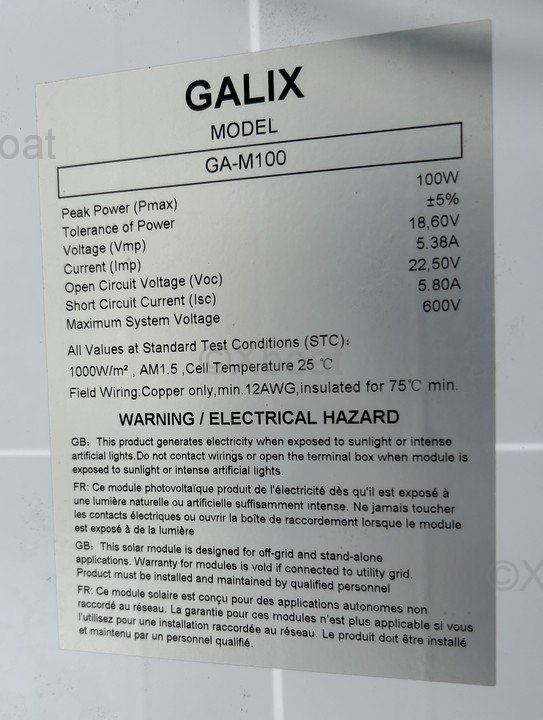 GALIX
MODEL
GA-M100
Peak Power (Pmax) 100W
Tolerance of Power ±5%
Voltage (Vmp) 18,60V
Current (Imp) 5.38A
Open Circuit Voltage (Voc) 22,50V
Short Circuit Current (Isc) 5.80A
Maximum System Voltage 600V
All Values at Standard Test Conditions (STC):
1000W/m² , AM1.5 ,Cell Temperature 25 ℃
Field Wiring:Copper only,min.12AWG,insulated for 75℃ min.
WARNING / ELECTRICAL HAZARD
GB: This product generates electricity when exposed to sunlight or intense
artificial lights.Do not contact wirings or open the terminal box when module is
exposed to sunlight or intense artificial lights.
FR: Ce module photovoltaïque produit de l'électricité dès qu'il est exposé à
une lumière naturelle ou artificielle suffisamment intense. Ne jamais toucher
les contacts électriques ou ouvrir la boîte de raccordement lorsque le module
est exposé à de la lumière
GB: This solar module is designed for off-grid and stand-alone
applications. Warranty for modules is vold if connected to utility grid.
Product must be installed and maintained by qualified personnel
FR: Ce module solaire est conçu pour des applications autonomes non
raccordé au réseau. La garantie pour ces modules n'est plus applicable si vous
l'utilisez pour une installation raccordée au réseau. Le produit doit être installé
et maintenu par un personnel qualifié.